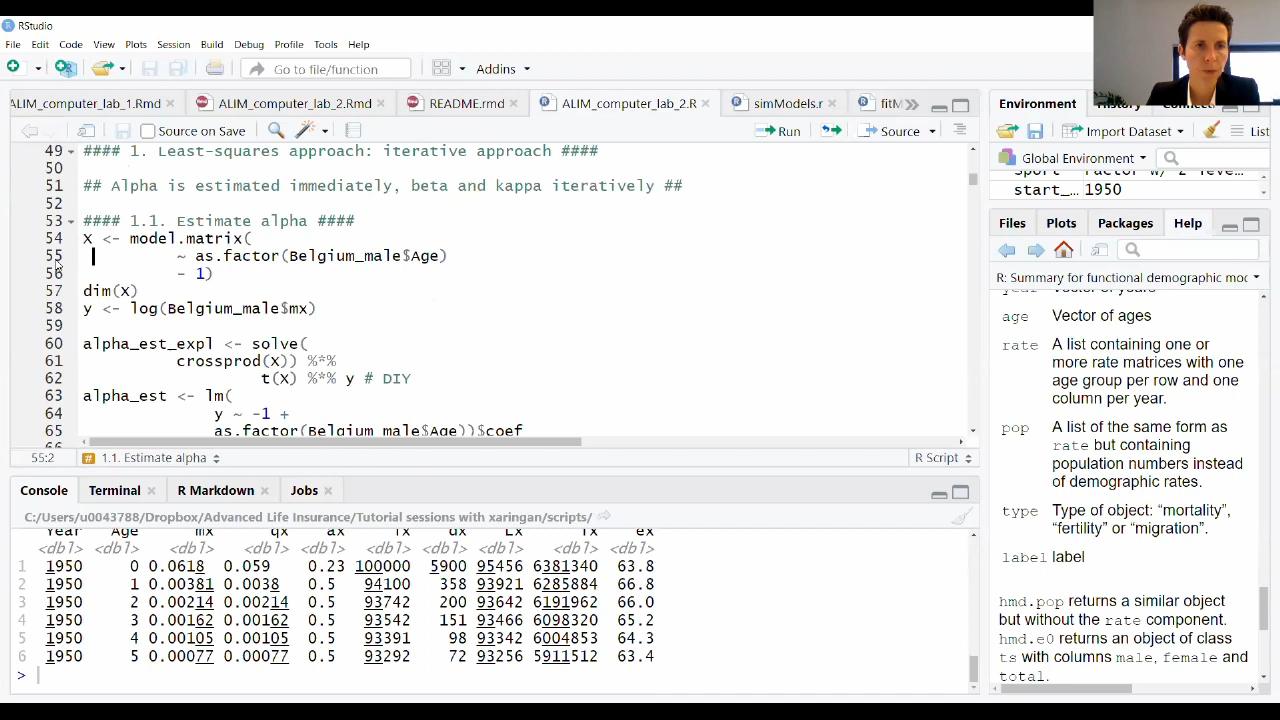 RStudio
File Edit Code View Plots Session Build Debug Profile Tools Help
Go to file/function Addins
ALIM_computer_lab_1.Rmd ALIM_computer_lab_2.Rmd README.rmd ALIM_computer_lab_2.R simModels.r fitM
Source on Save Run Source
49 #### 1. Least-squares approach: iterative approach ####
50
51 ## Alpha is estimated immediately, beta and kappa iteratively ##
52
53 #### 1.1. Estimate alpha ####
54 X <- model.matrix(
55 ~ as.factor(Belgium_male$Age)
56 - 1)
57 dim(X)
58 y <- log(Belgium_male$mx)
59
60 alpha_est_expl <- solve(
61 crossprod(X)) %*%
62 t(X) %*% y # DIY
63 alpha_est <- lm(
64 y ~ -1 +
65 as.factor(Belgium_male$Age))$coef
55:2 # 1.1. Estimate alpha R Script
Console Terminal R Markdown Jobs
C:/Users/u0043788/Dropbox/Advanced Life Insurance/Tutorial sessions with xaringan/scripts/
Year Age mx qx ax lx dx Lx Tx ex
<dbl> <dbl> <dbl> <dbl> <dbl> <dbl> <dbl> <dbl> <dbl> <dbl>
1 1950 0 0.0618 0.059 0.23 100000 5900 95456 6381340 63.8
2 1950 1 0.00381 0.0038 0.5 94100 358 93921 6285884 66.8
3 1950 2 0.00214 0.00214 0.5 93742 200 93642 6191962 66.0
4 1950 3 0.00162 0.00162 0.5 93542 151 93466 6098320 65.2
5 1950 4 0.00105 0.00105 0.5 93391 98 93342 6004853 64.3
6 1950 5 0.00077 0.00077 0.5 93292 72 93256 5911512 63.4
>
Environment History
Import Dataset List
Global Environment
start_… 1950
Files Plots Packages Help
R: Summary for functional demographic moc
year Vector of years
age Vector of ages
rate A list containing one or
more rate matrices with one
age group per row and one
column per year.
pop A list of the same form as
rate but containing
population numbers instead
of demographic rates.
type Type of object: “mortality”,
“fertility” or “migration”.
label label
hmd.pop returns a similar object
but without the rate component.
hmd.e0 returns an object of class
ts with columns male, female and
total.